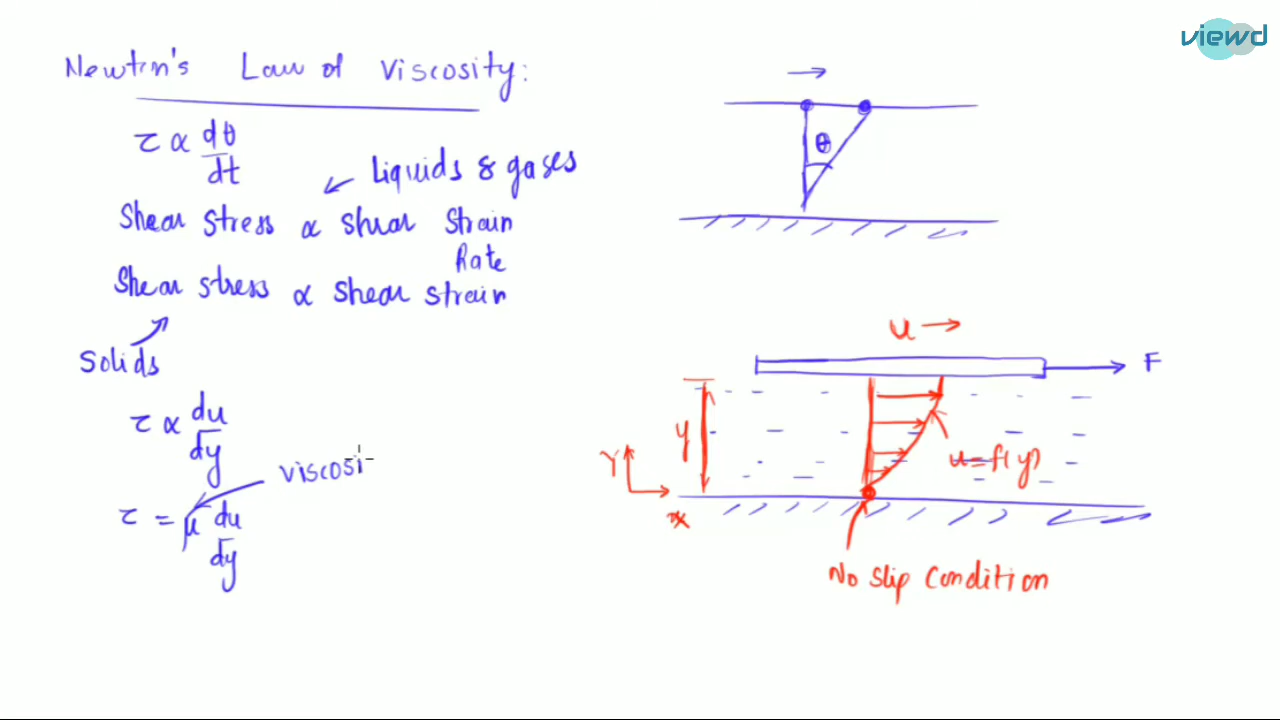 viewd
Newton's Law of Viscosity:
τ ∝ dθ/dt
Liquids & gases
Shear Stress ∝ shear Strain
Rate
Shear stress ∝ shear strain
Solids
τ ∝ du/dy
viscosi
τ = μ du/dy
θ
u
F
y
u=f(y)
Y
x
No slip Condition